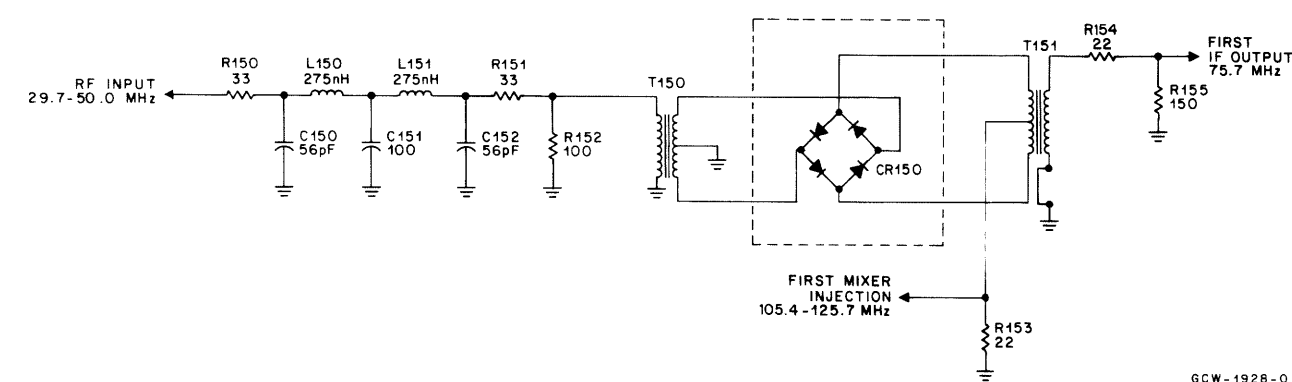 RF INPUT
29.7-50.0 MHz
R150
33
L150
275nH
L151
275nH
R151
33
C150
56pF
C151
100
C152
56pF
R152
100
T150
CR150
T151
R154
22
FIRST
IF OUTPUT
75.7 MHz
R155
150
FIRST MIXER
INJECTION
105.4-125.7 MHz
R153
22
GCW-1928-0